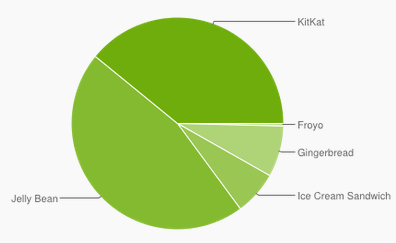 KitKat
Froyo
Gingerbread
Ice Cream Sandwich
Jelly Bean